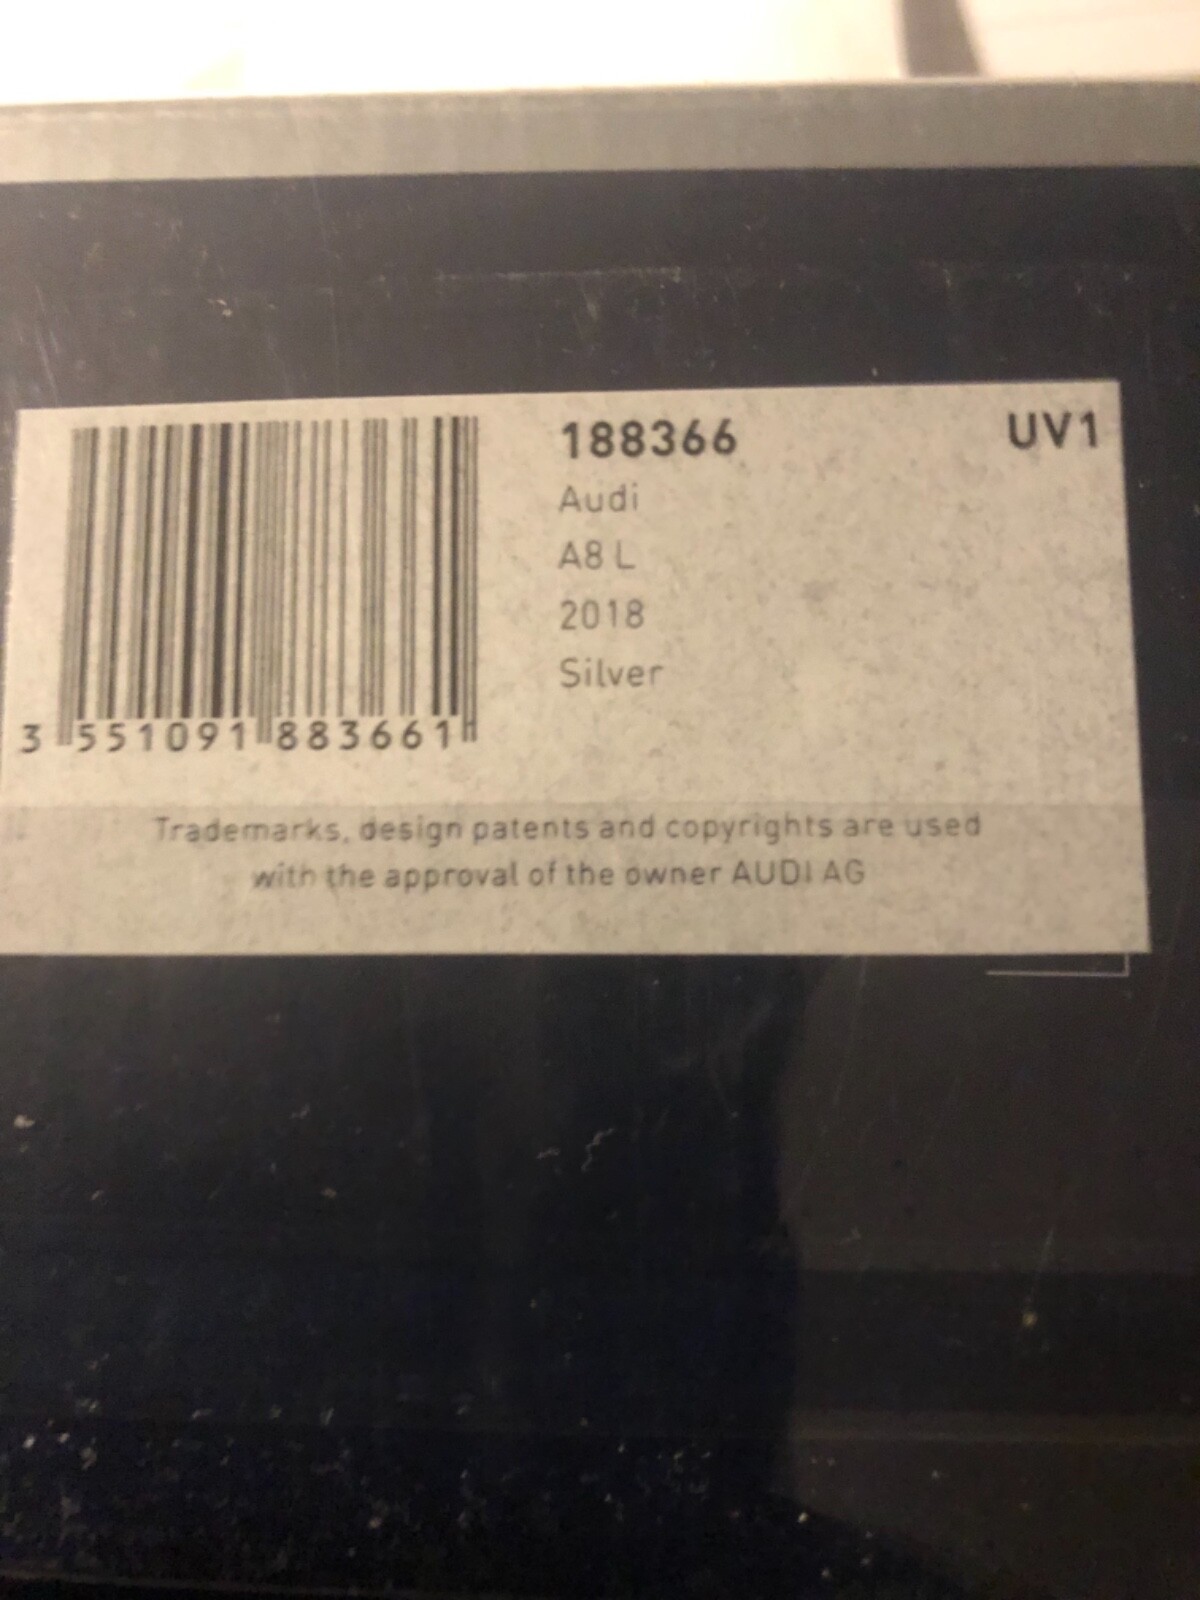 188366
UV1
Audi
A8 L
2018
Silver
3 551091 883661
Trademarks, design patents and copyrights are used
with the approval of the owner AUDI AG